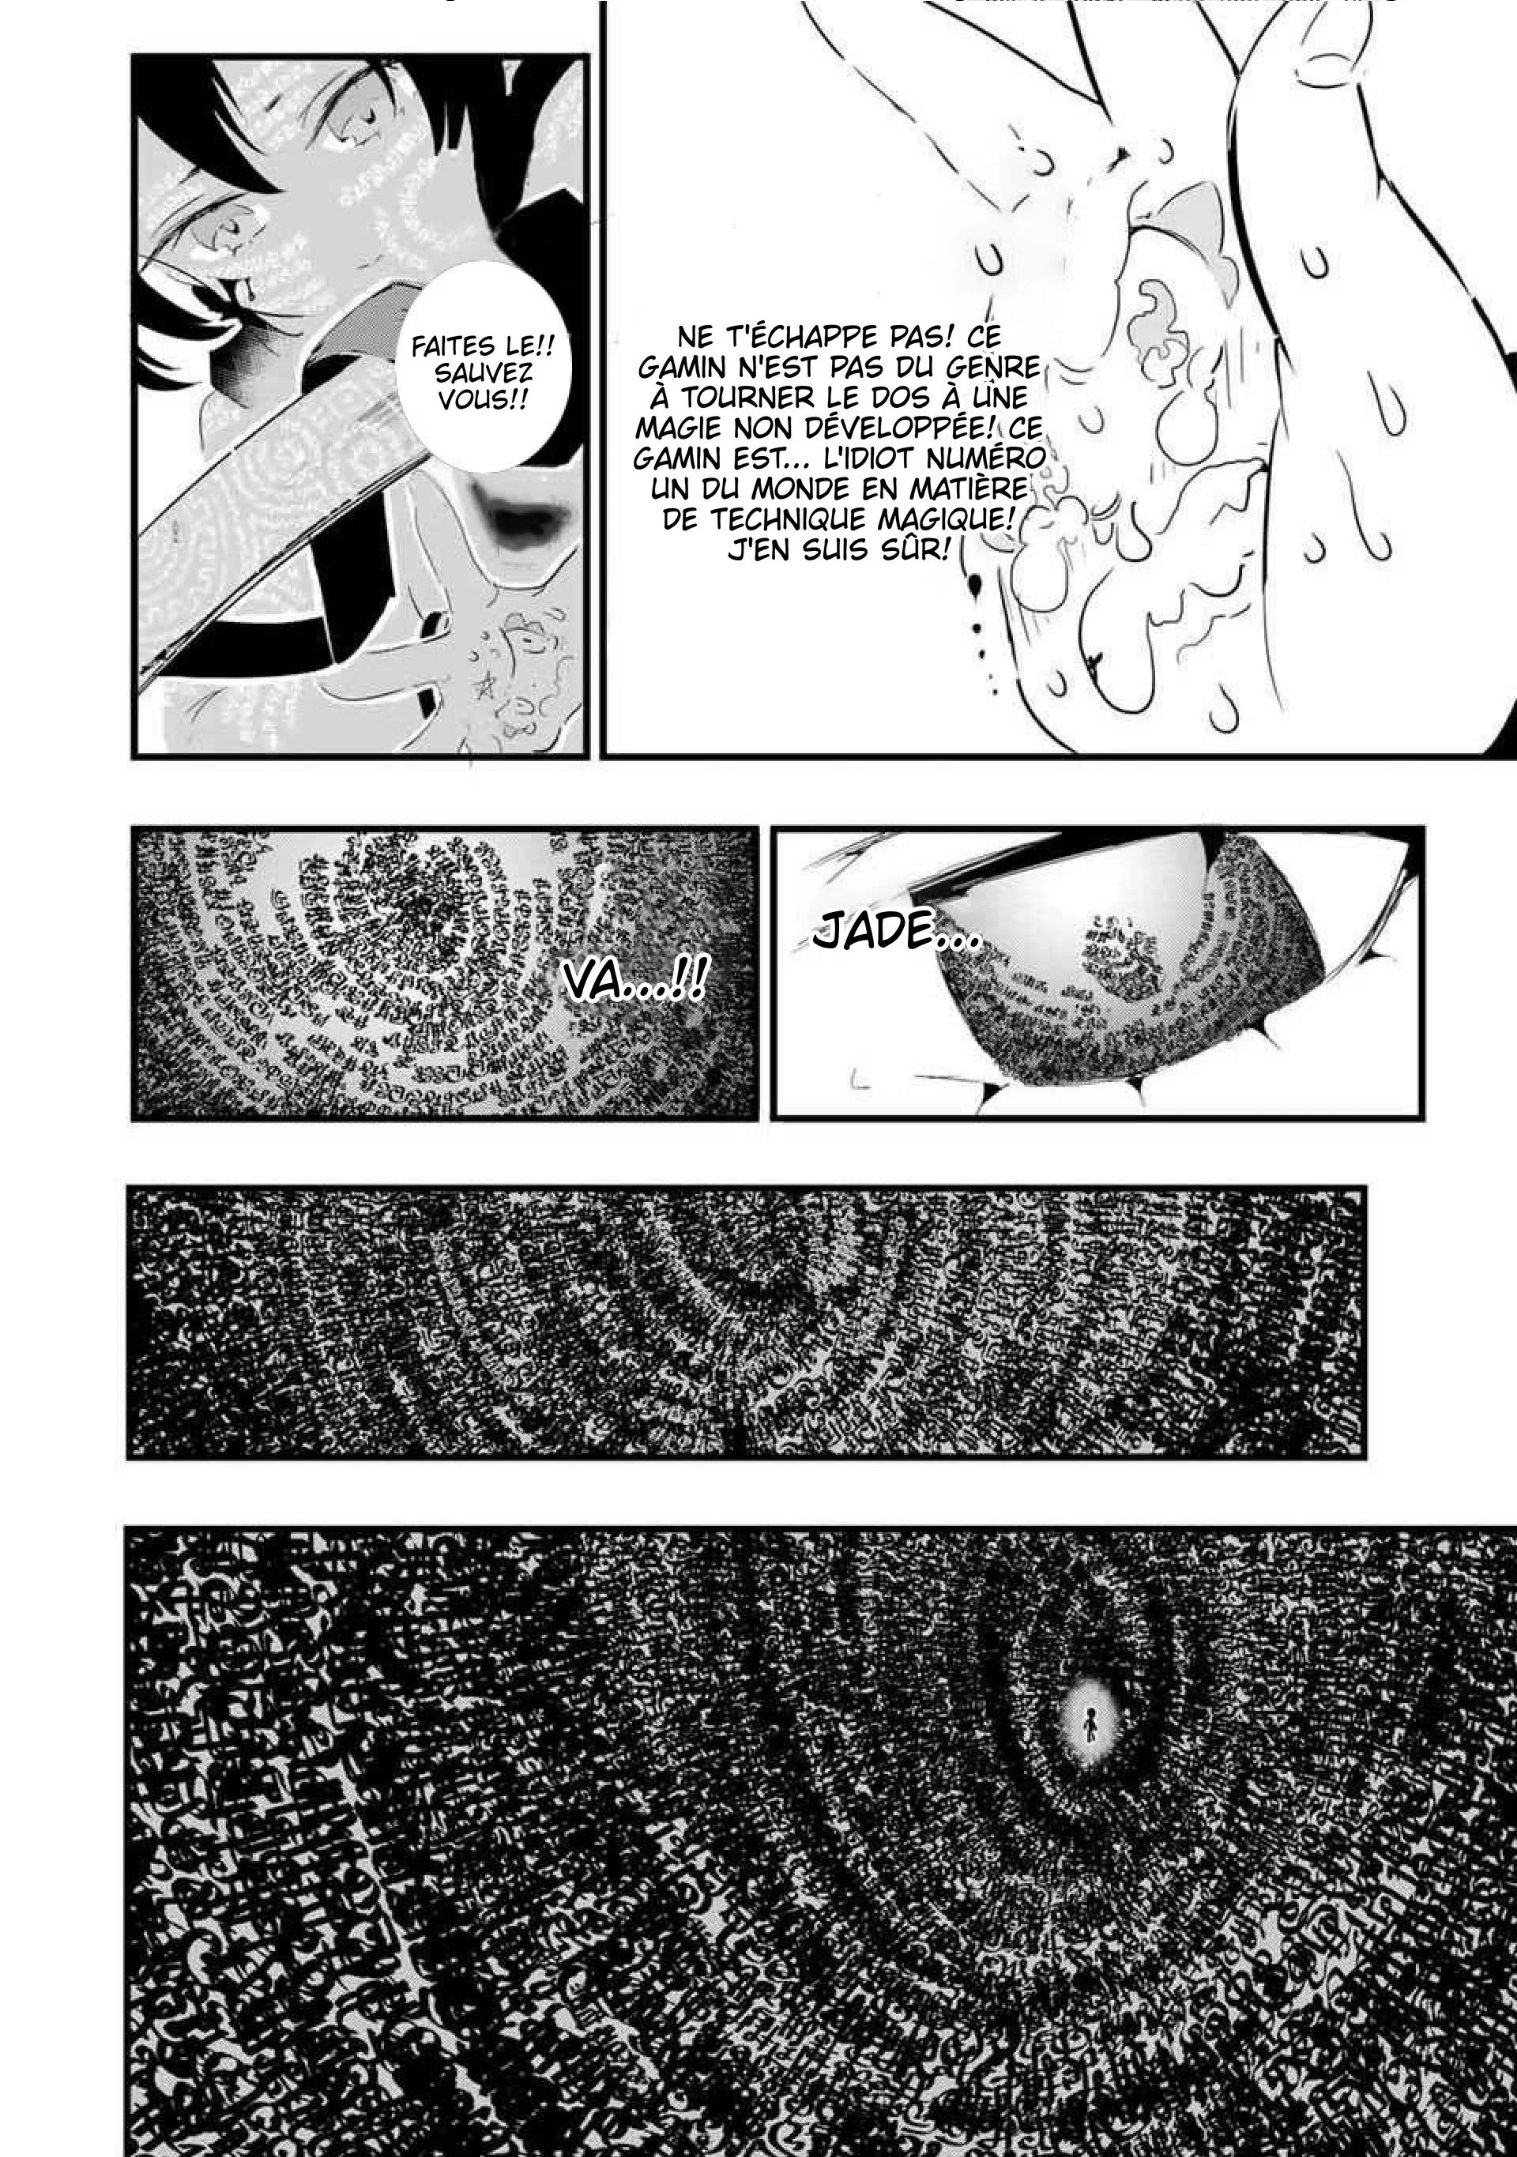 NE T'ÉCHAPPE PAS! CE
GAMIN N'EST PAS DU GENRE
À TOURNER LE DOS À UNE
MAGIE NON DÉVELOPPÉE! CE
GAMIN EST... L'IDIOT NUMÉRO
UN DU MONDE EN MATIÈRE
DE TECHNIQUE MAGIQUE!
J'EN SUIS SÛR!
FAITES LE!!
SAUVEZ
VOUS!!
JADE...
VA...!!